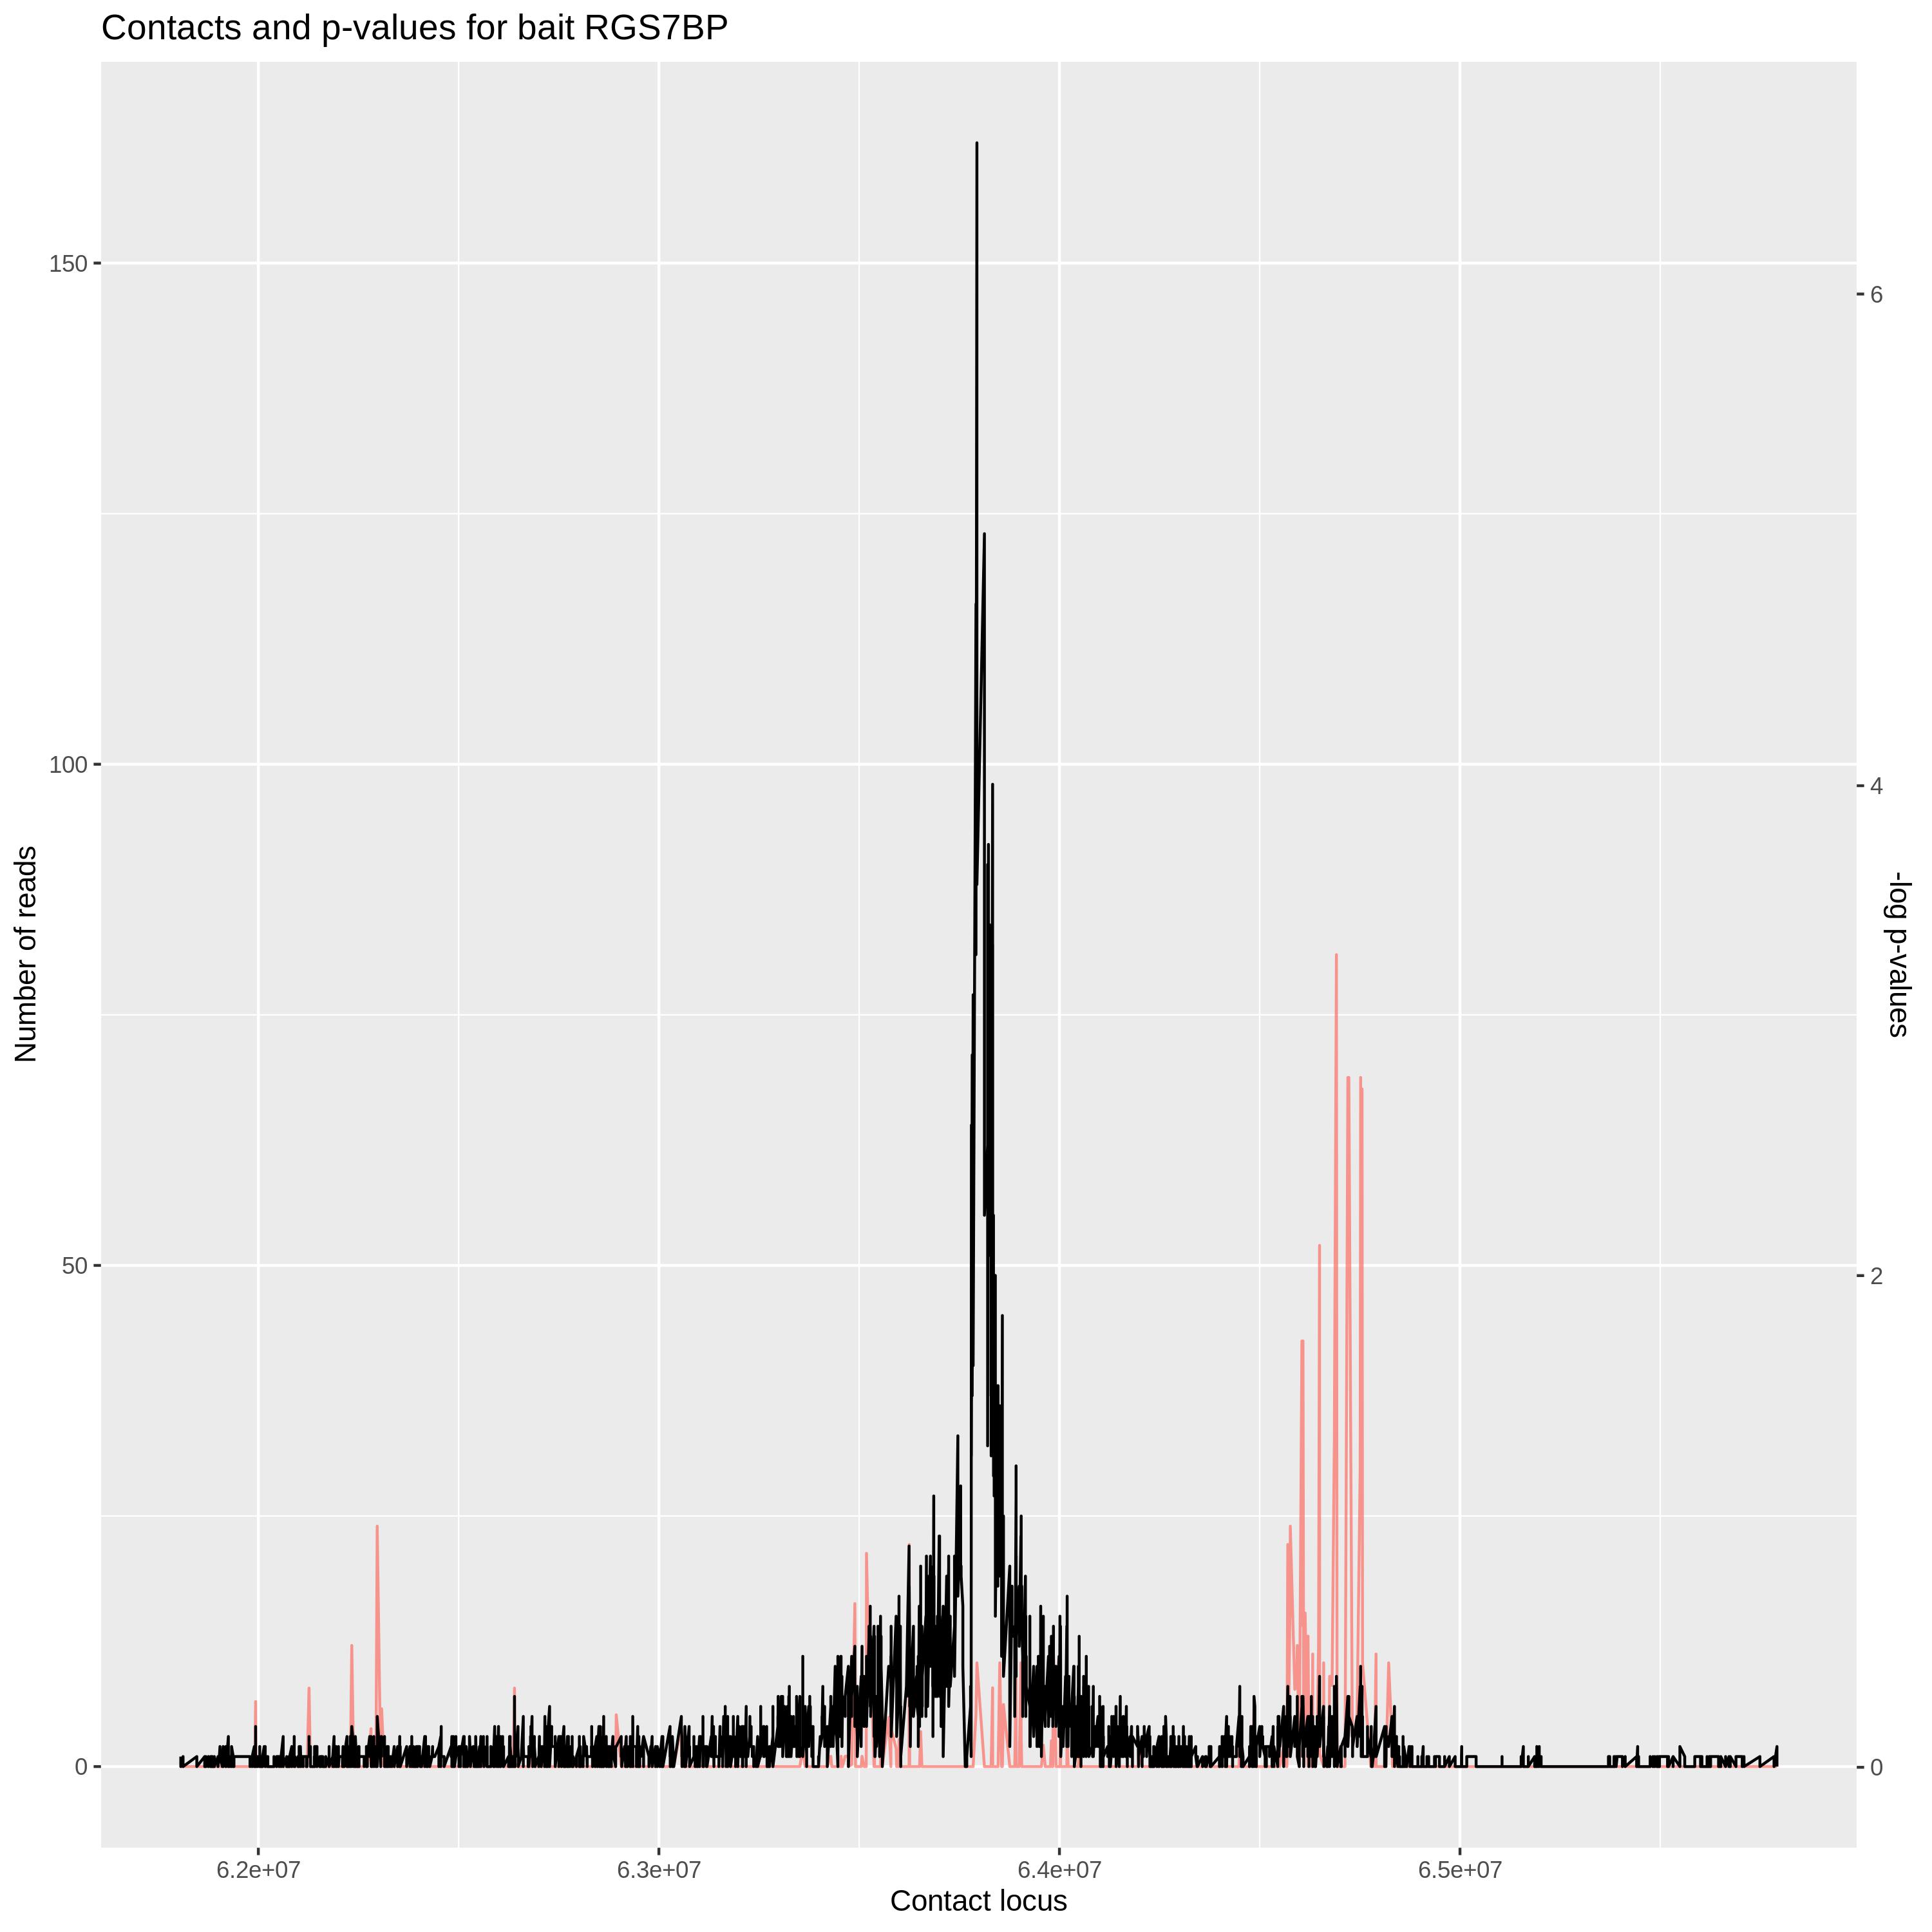 Contacts and p-values for bait RGS7BP
150
100
50
0
Number of reads
6
4
2
0
-log p-values
6.2e+07
6.3e+07
6.4e+07
6.5e+07
Contact locus